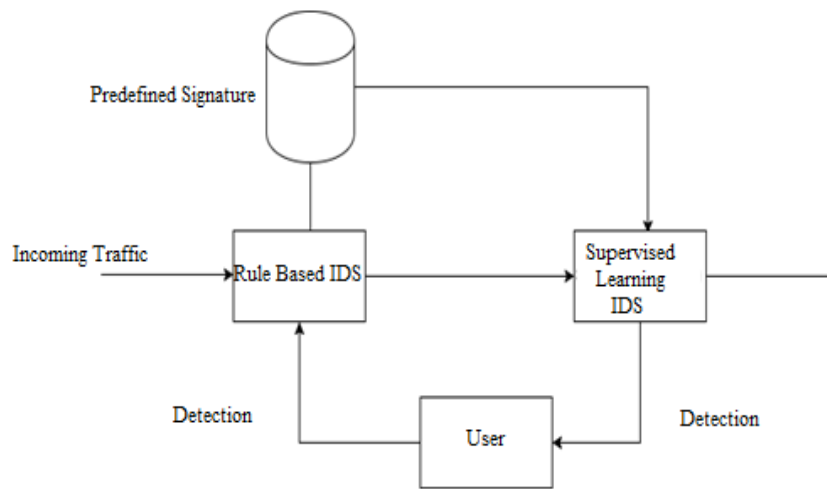 Predefined Signature
Incoming Traffic
Rule Based IDS
Supervised
Learning
IDS
Detection
User
Detection